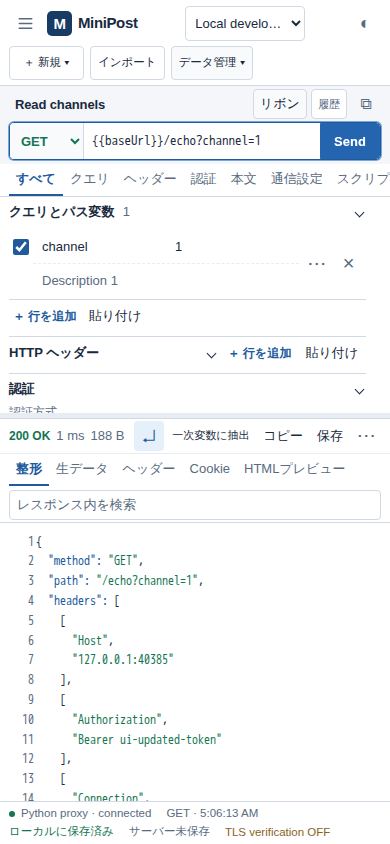 M MiniPost Local develo...
＋ 新規 ▾ インポート データ管理 ▾
Read channels リボン 履歴
GET {{baseUrl}}/echo?channel=1 Send
すべて クエリ ヘッダー 認証 本文 通信設定 スクリプ
クエリとパス変数 1
channel 1
Description 1
＋ 行を追加 貼り付け
HTTP ヘッダー ＋ 行を追加 貼り付け
認証
認証方式
200 OK 1 ms 188 B 一次変数に抽出 コピー 保存 ···
整形 生データ ヘッダー Cookie HTMLプレビュー
レスポンス内を検索
1 {
2 "method": "GET",
3 "path": "/echo?channel=1",
4 "headers": [
5 [
6 "Host",
7 "127.0.0.1:40385"
8 ],
9 [
10 "Authorization",
11 "Bearer ui-updated-token"
12 ],
13 [
14 "Connection",
Python proxy · connected GET · 5:06:13 AM
ローカルに保存済み サーバー未保存 TLS verification OFF